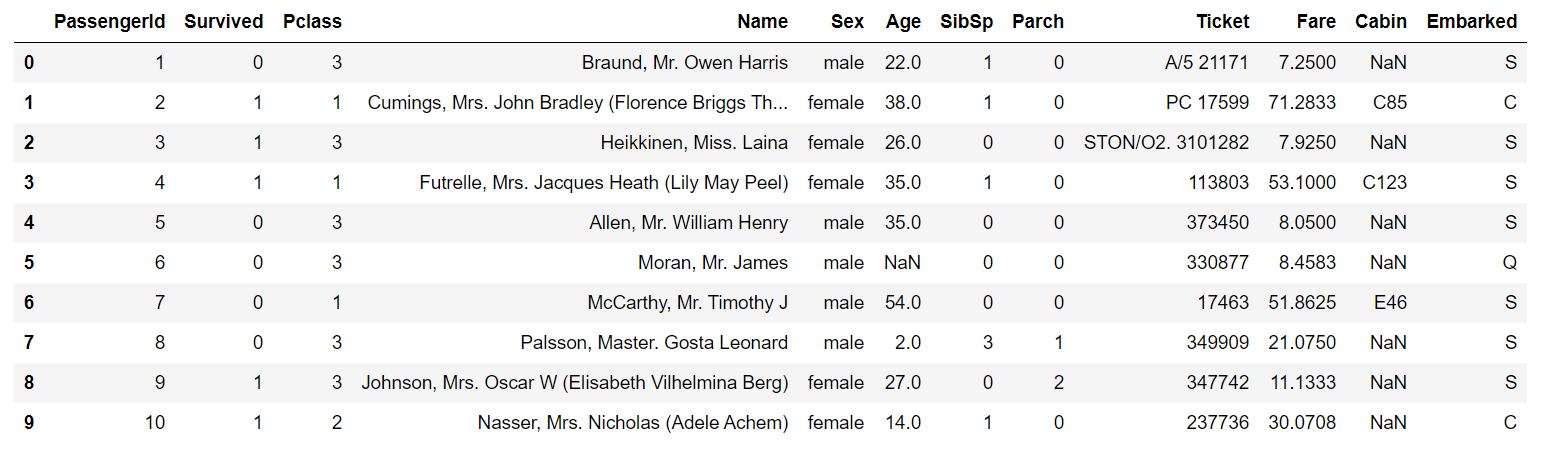 PassengerId Survived Pclass Name Sex Age SibSp Parch Ticket Fare Cabin Embarked
0 1 0 3 Braund, Mr. Owen Harris male 22.0 1 0 A/5 21171 7.2500 NaN S
1 2 1 1 Cumings, Mrs. John Bradley (Florence Briggs Th... female 38.0 1 0 PC 17599 71.2833 C85 C
2 3 1 3 Heikkinen, Miss. Laina female 26.0 0 0 STON/O2. 3101282 7.9250 NaN S
3 4 1 1 Futrelle, Mrs. Jacques Heath (Lily May Peel) female 35.0 1 0 113803 53.1000 C123 S
4 5 0 3 Allen, Mr. William Henry male 35.0 0 0 373450 8.0500 NaN S
5 6 0 3 Moran, Mr. James male NaN 0 0 330877 8.4583 NaN Q
6 7 0 1 McCarthy, Mr. Timothy J male 54.0 0 0 17463 51.8625 E46 S
7 8 0 3 Palsson, Master. Gosta Leonard male 2.0 3 1 349909 21.0750 NaN S
8 9 1 3 Johnson, Mrs. Oscar W (Elisabeth Vilhelmina Berg) female 27.0 0 2 347742 11.1333 NaN S
9 10 1 2 Nasser, Mrs. Nicholas (Adele Achem) female 14.0 1 0 237736 30.0708 NaN C